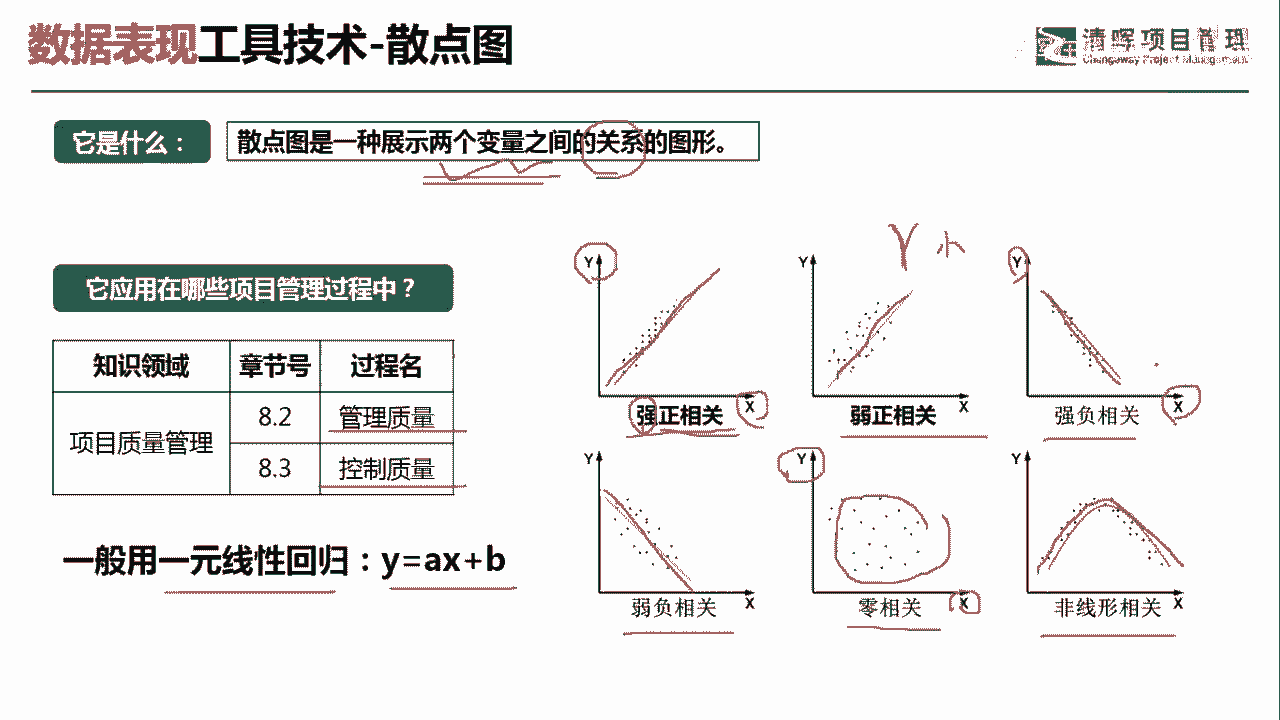 数据表现工具技术-散点图
清晖项目管理
它是什么：
散点图是一种展示两个变量之间的关系的图形。
它应用在哪些项目管理过程中？
知识领域 章节号 过程名
项目质量管理
8.2 管理质量
8.3 控制质量
一般用一元线性回归：y=ax+b
Y 小
Y Y Y
X X X
强正相关 弱正相关 强负相关
Y Y Y
X X X
弱负相关 零相关 非线形相关